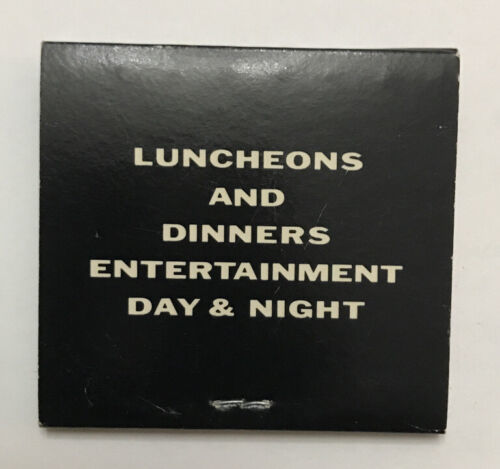 LUNCHEONS
AND
DINNERS
ENTERTAINMENT
DAY & NIGHT